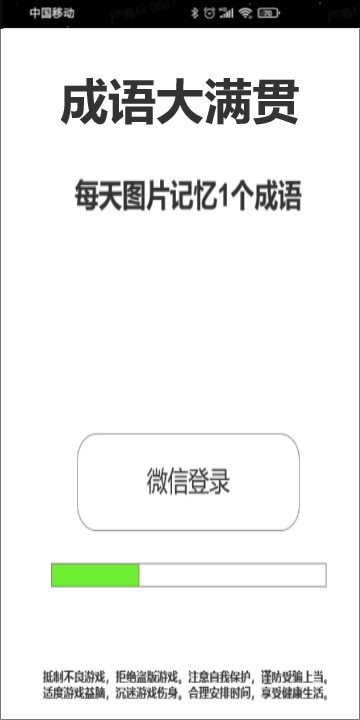 中国移动
70
成语大满贯
每天图片记忆1个成语
微信登录
抵制不良游戏，拒绝盗版游戏。注意自我保护，谨防受骗上当。
适度游戏益脑，沉迷游戏伤身。合理安排时间，享受健康生活。